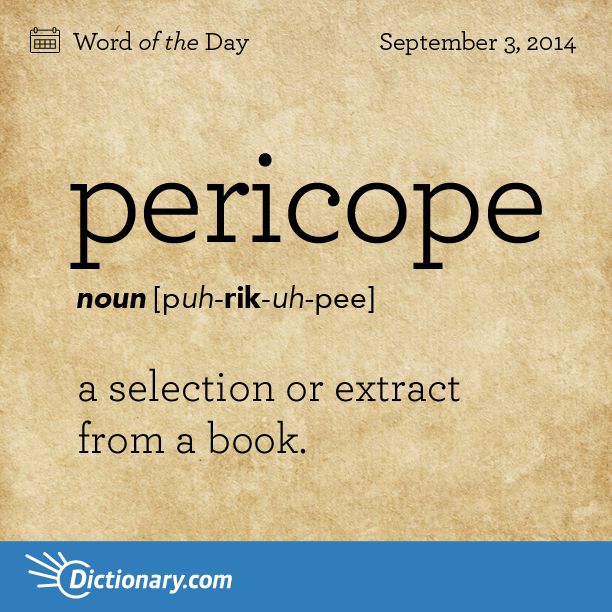 Word of the Day
September 3, 2014
pericope
noun [puh-rik-uh-pee]
a selection or extract
from a book.
Dictionary.com